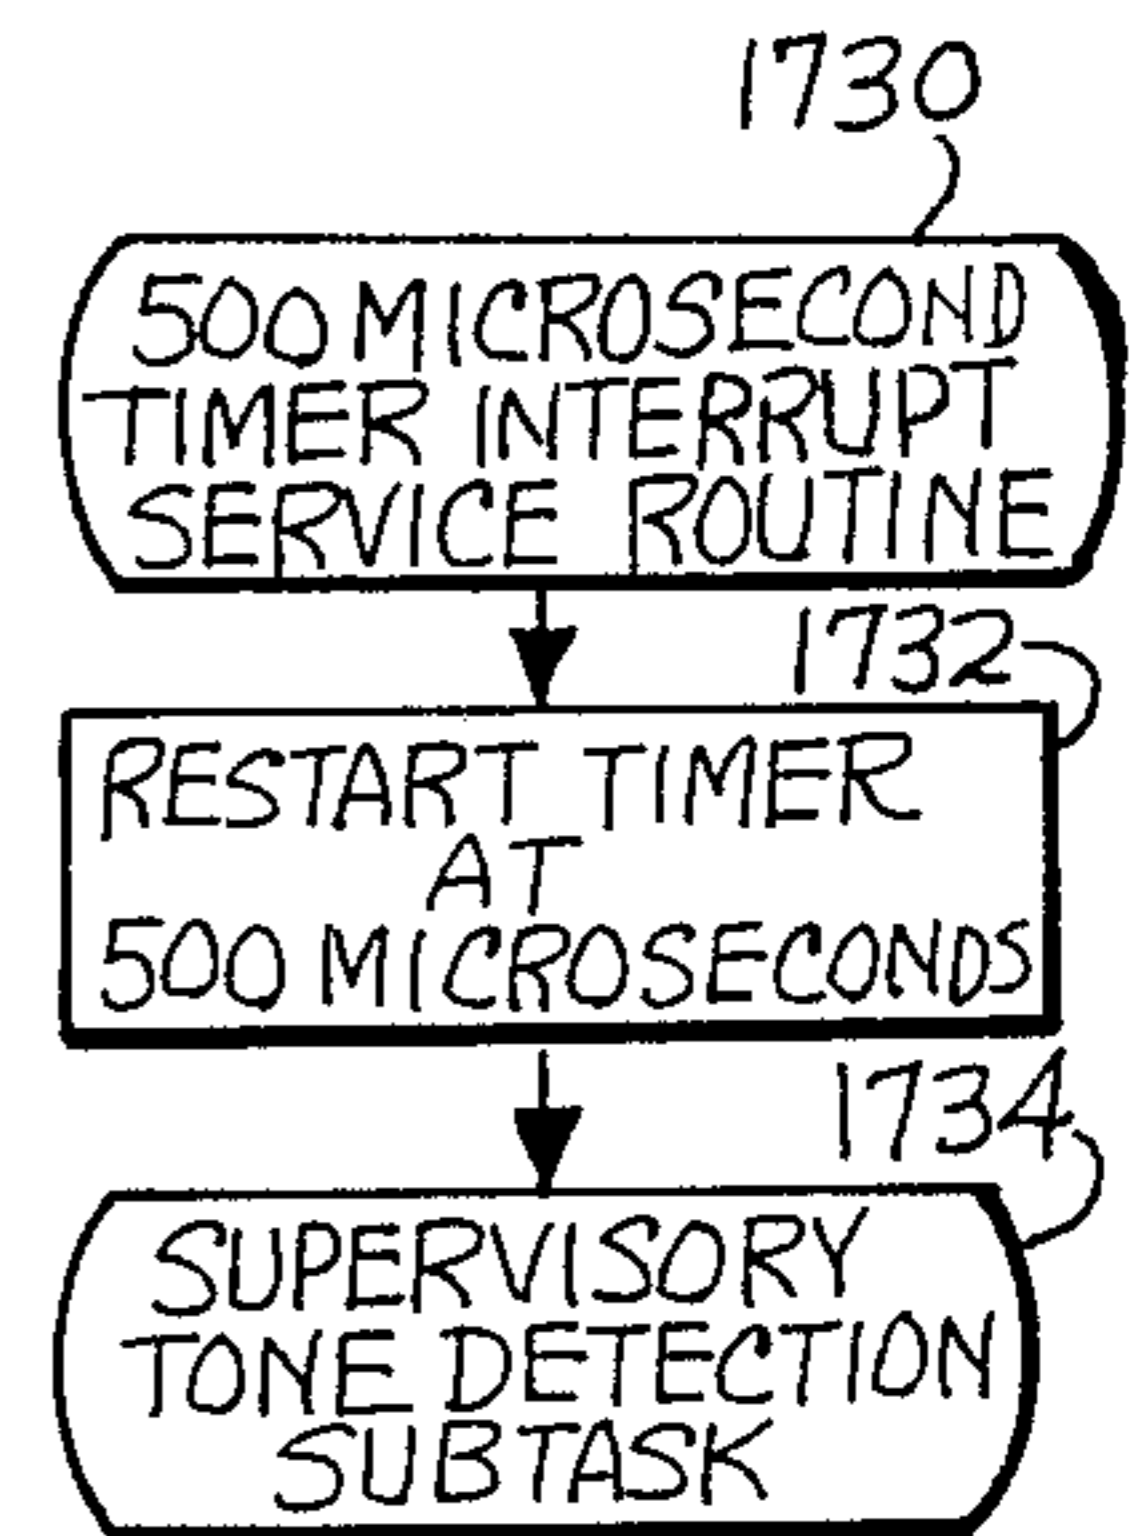 1730
500 MICROSECOND
TIMER INTERRUPT
SERVICE ROUTINE
1732
RESTART TIMER
AT
500 MICROSECONDS
1734
SUPERVISORY
TONE DETECTION
SUBTASK